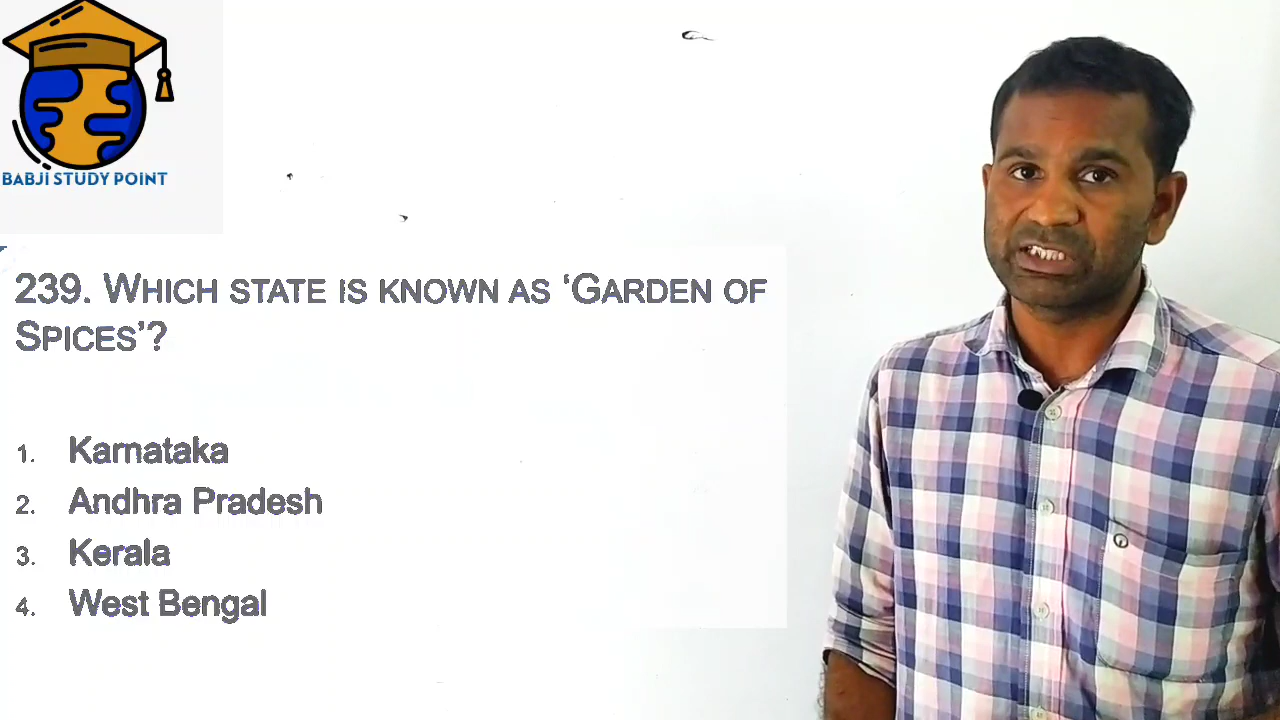 BABJI STUDY POINT
239. WHICH STATE IS KNOWN AS ‘GARDEN OF
SPICES’?
1. Karnataka
2. Andhra Pradesh
3. Kerala
4. West Bengal